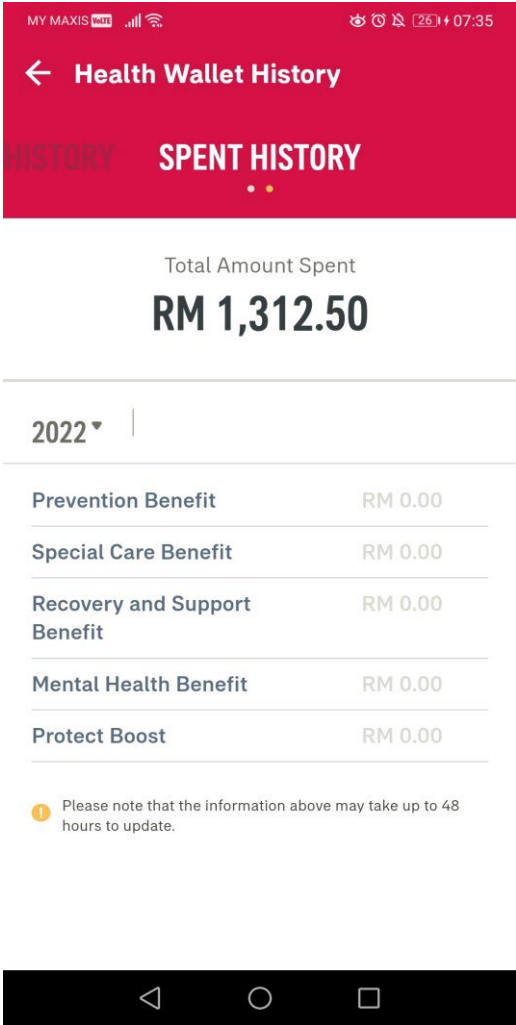 MY MAXIS VoLTE 26 07:35
Health Wallet History
HISTORY SPENT HISTORY
Total Amount Spent
RM 1,312.50
2022
Prevention Benefit RM 0.00
Special Care Benefit RM 0.00
Recovery and Support RM 0.00
Benefit
Mental Health Benefit RM 0.00
Protect Boost RM 0.00
! Please note that the information above may take up to 48
hours to update.